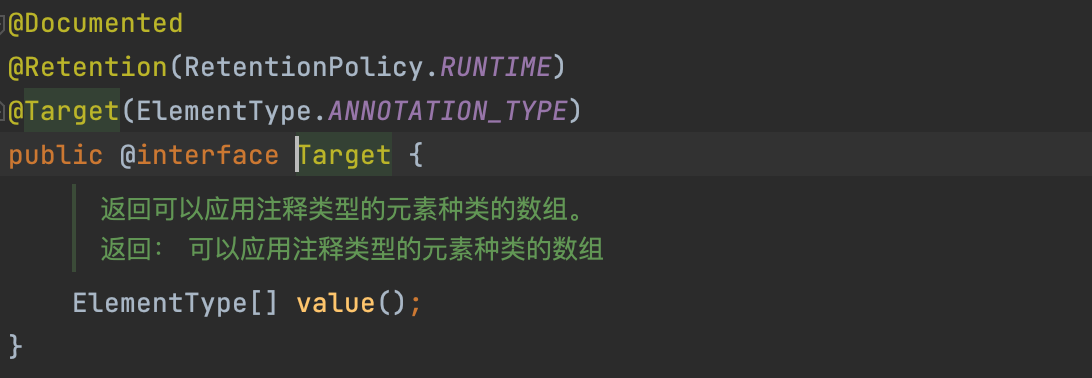 @Documented
@Retention(RetentionPolicy.RUNTIME)
@Target(ElementType.ANNOTATION_TYPE)
public @interface Target {
返回可以应用注释类型的元素种类的数组。
返回： 可以应用注释类型的元素种类的数组
ElementType[] value();
}